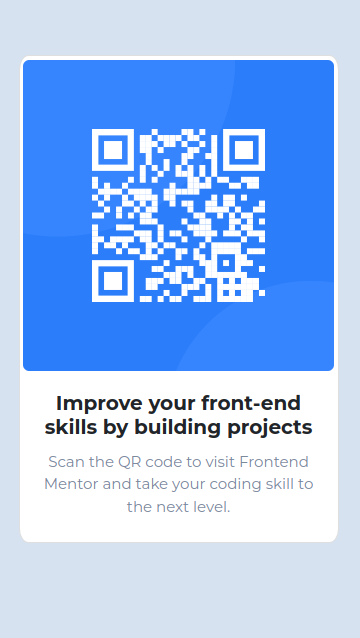 Improve your front-end
skills by building projects
Scan the QR code to visit Frontend
Mentor and take your coding skill to
the next level.